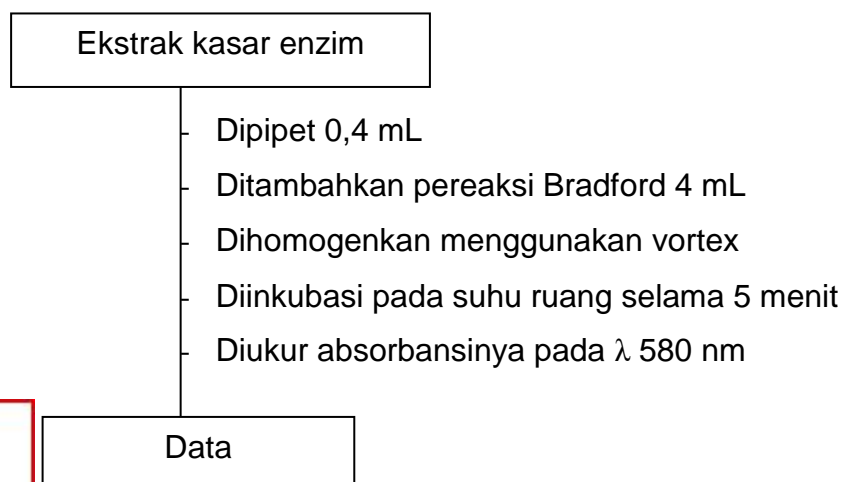 Ekstrak kasar enzim
- Dipipet 0,4 mL
- Ditambahkan pereaksi Bradford 4 mL
- Dihomogenkan menggunakan vortex
- Diinkubasi pada suhu ruang selama 5 menit
- Diukur absorbansinya pada λ 580 nm
Data